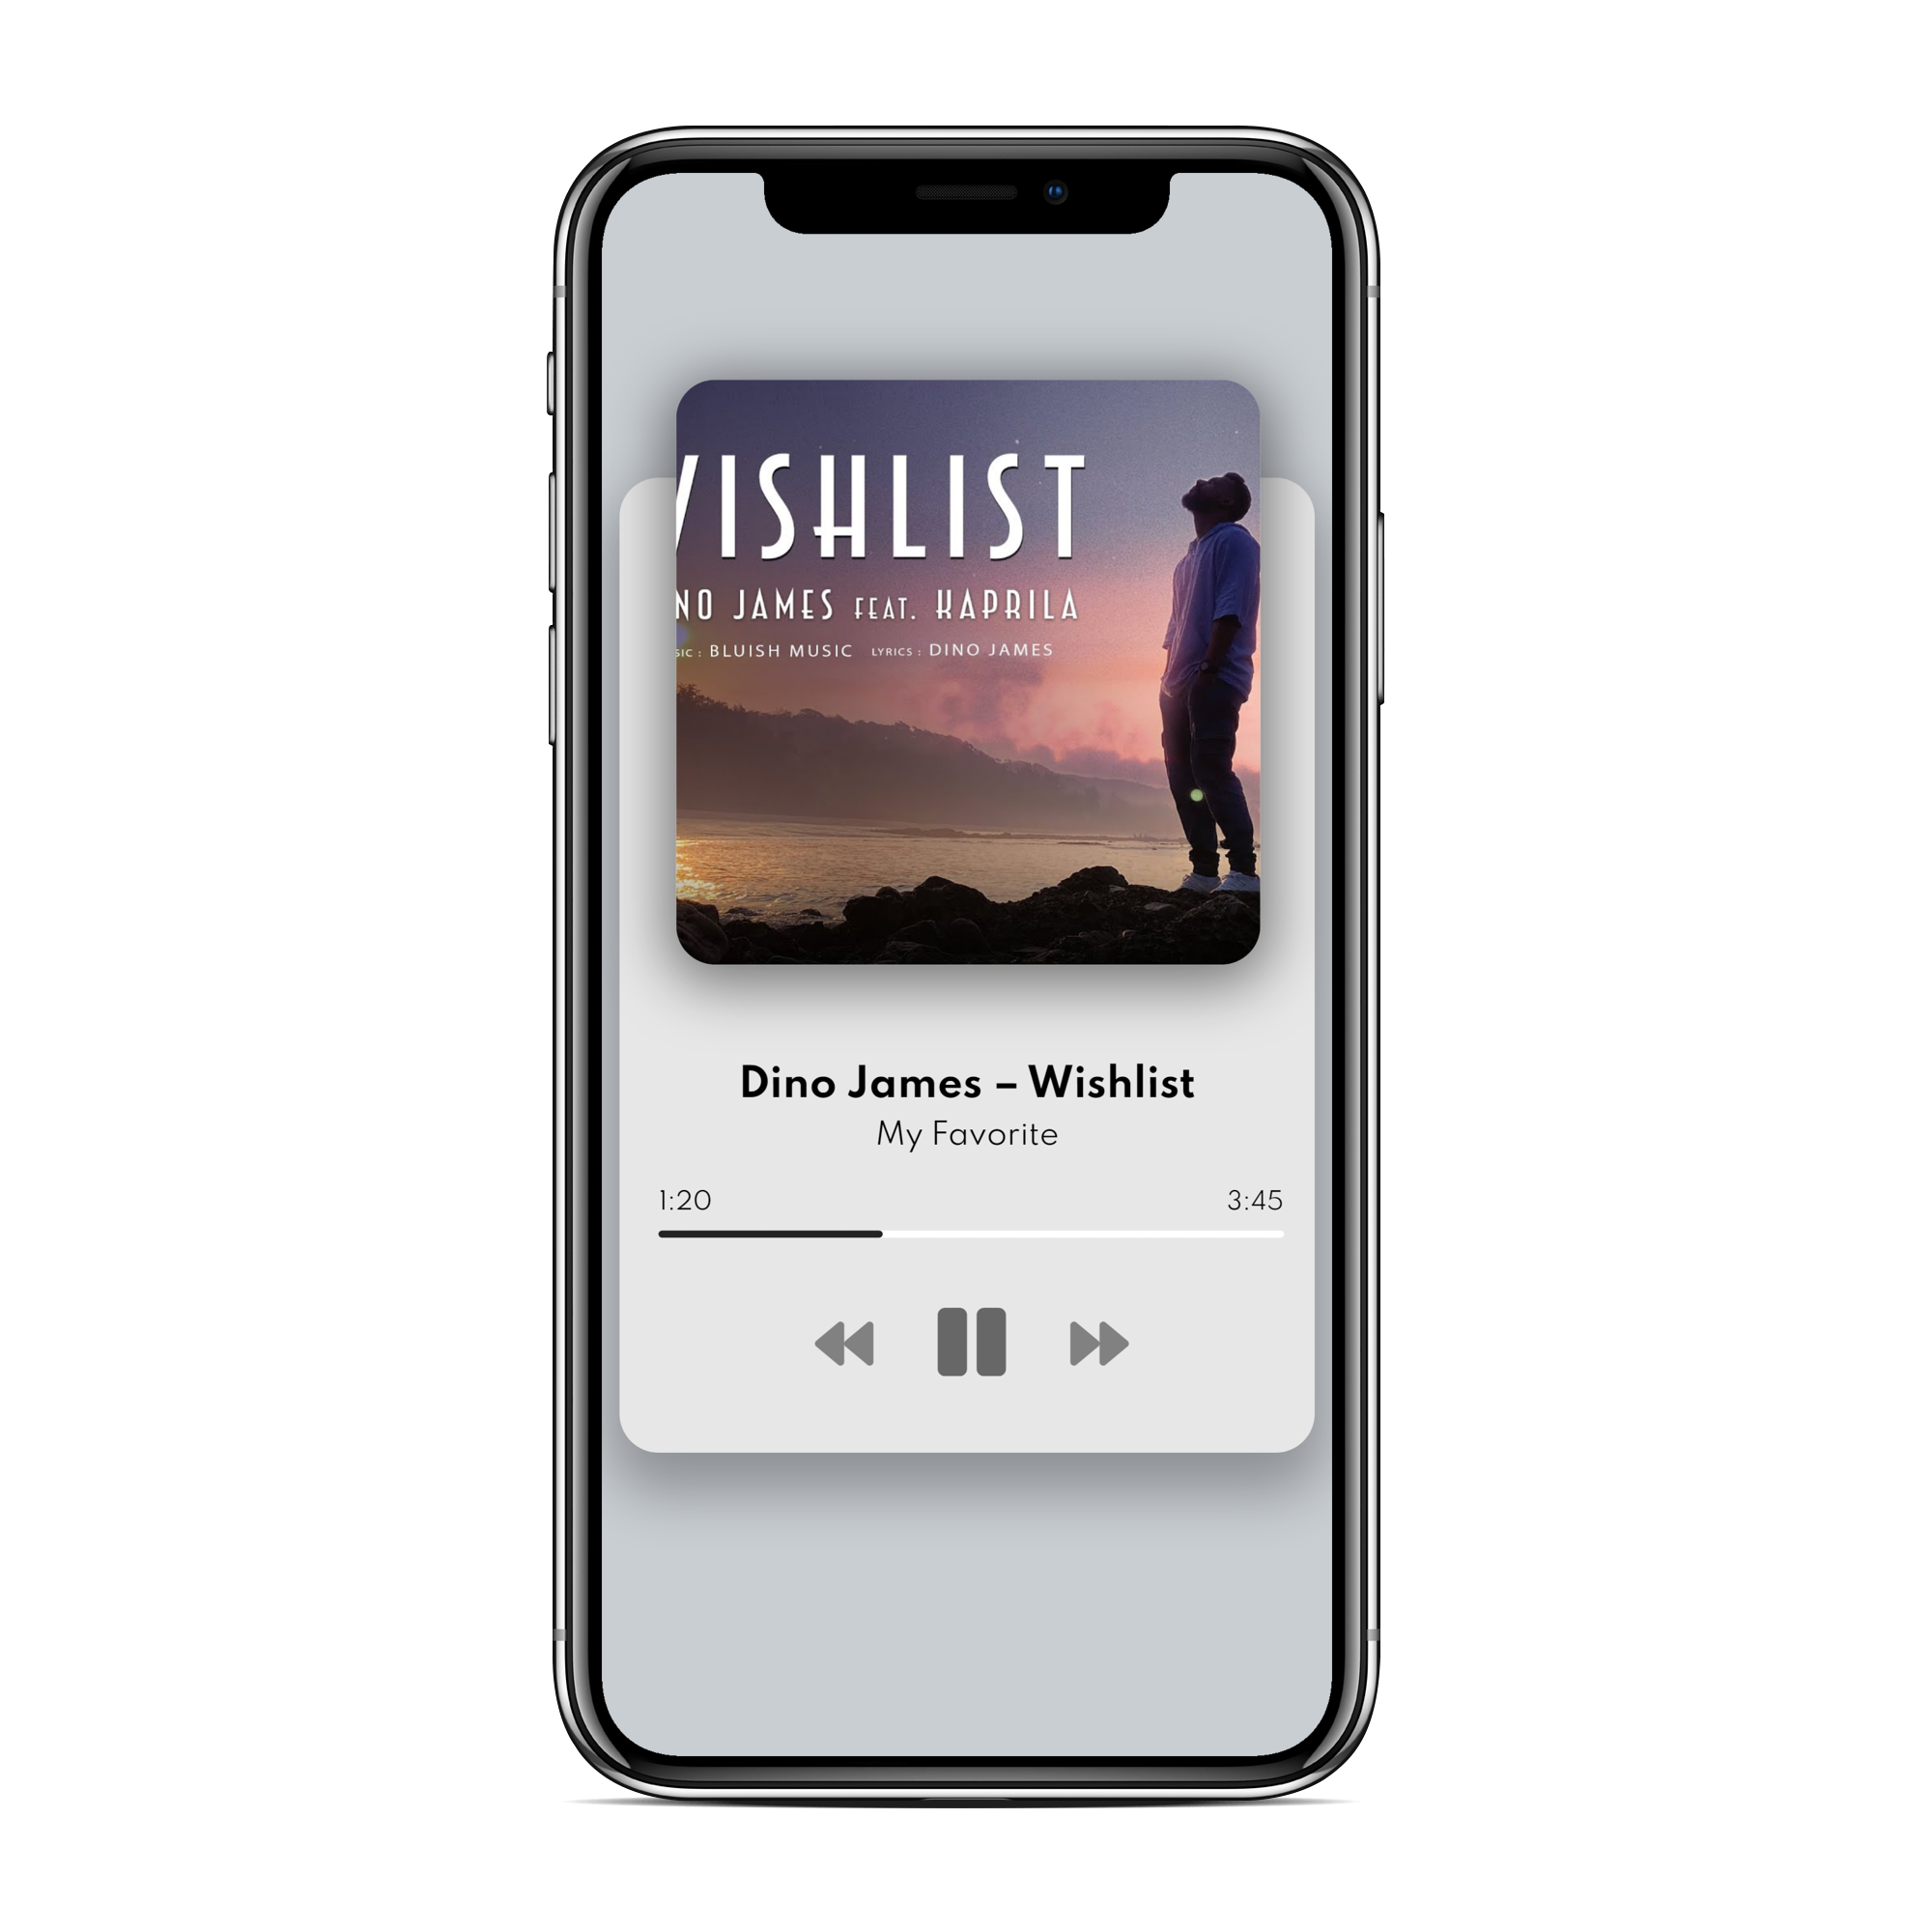 WISHLIST
NO JAMES FEAT. KAPRILA
SIC : BLUISH MUSIC LYRICS : DINO JAMES
Dino James – Wishlist
My Favorite
1:20 3:45